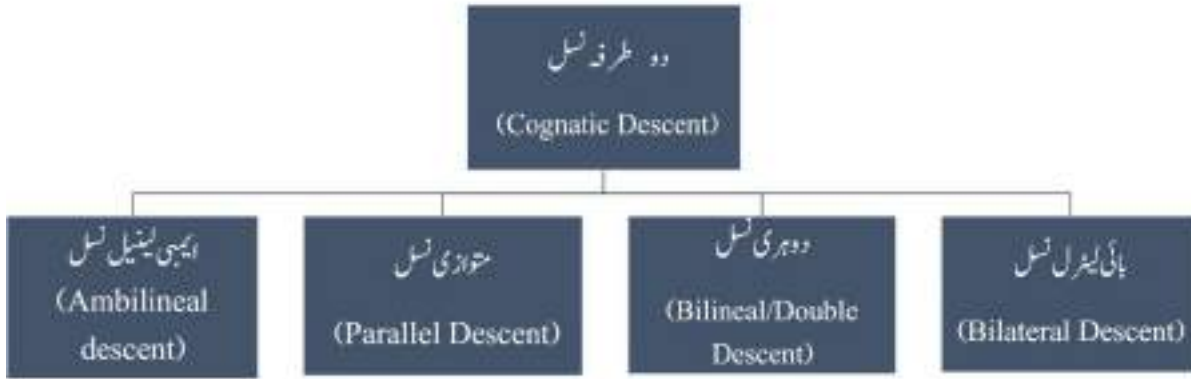 دو طرفہ نسل
(Cognatic Descent)
بائی لیٹرل نسل
(Bilateral Descent)
دوہری نسل
(Bilineal/Double
Descent)
متوازی نسل
(Parallel Descent)
ایمبی لینیل نسل
(Ambilineal
descent)